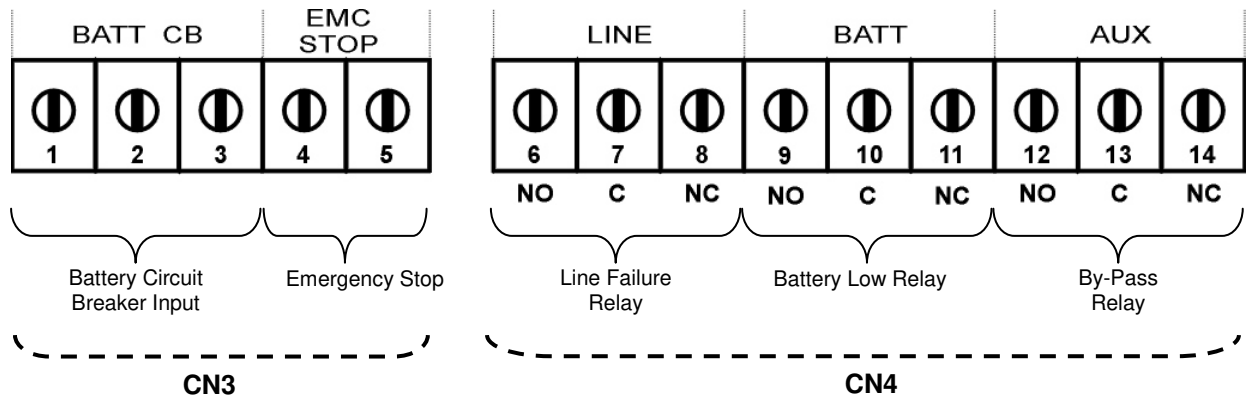 BATT CB
EMC
STOP
1 2 3 4 5
Battery Circuit
Breaker Input
Emergency Stop
CN3
LINE BATT AUX
6 7 8 9 10 11 12 13 14
NO C NC NO C NC NO C NC
Line Failure
Relay
Battery Low Relay
By-Pass
Relay
CN4